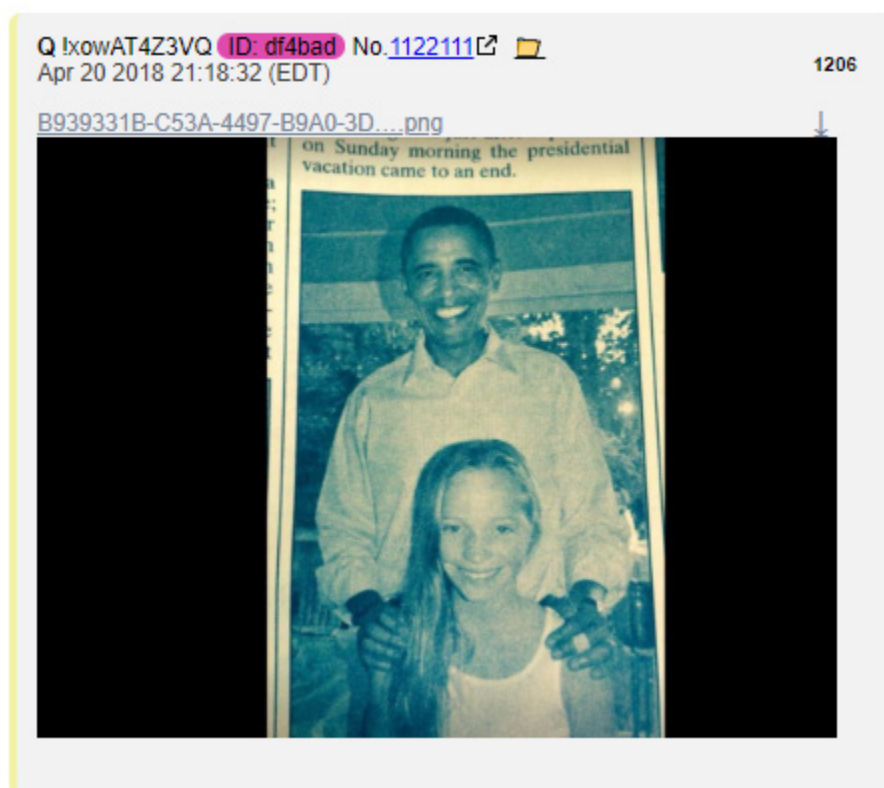 Q !xowAT4Z3VQ ID: df4bad No.1122111
Apr 20 2018 21:18:32 (EDT)
1206
B939331B-C53A-4497-B9A0-3D….png
on Sunday morning the presidential
vacation came to an end.